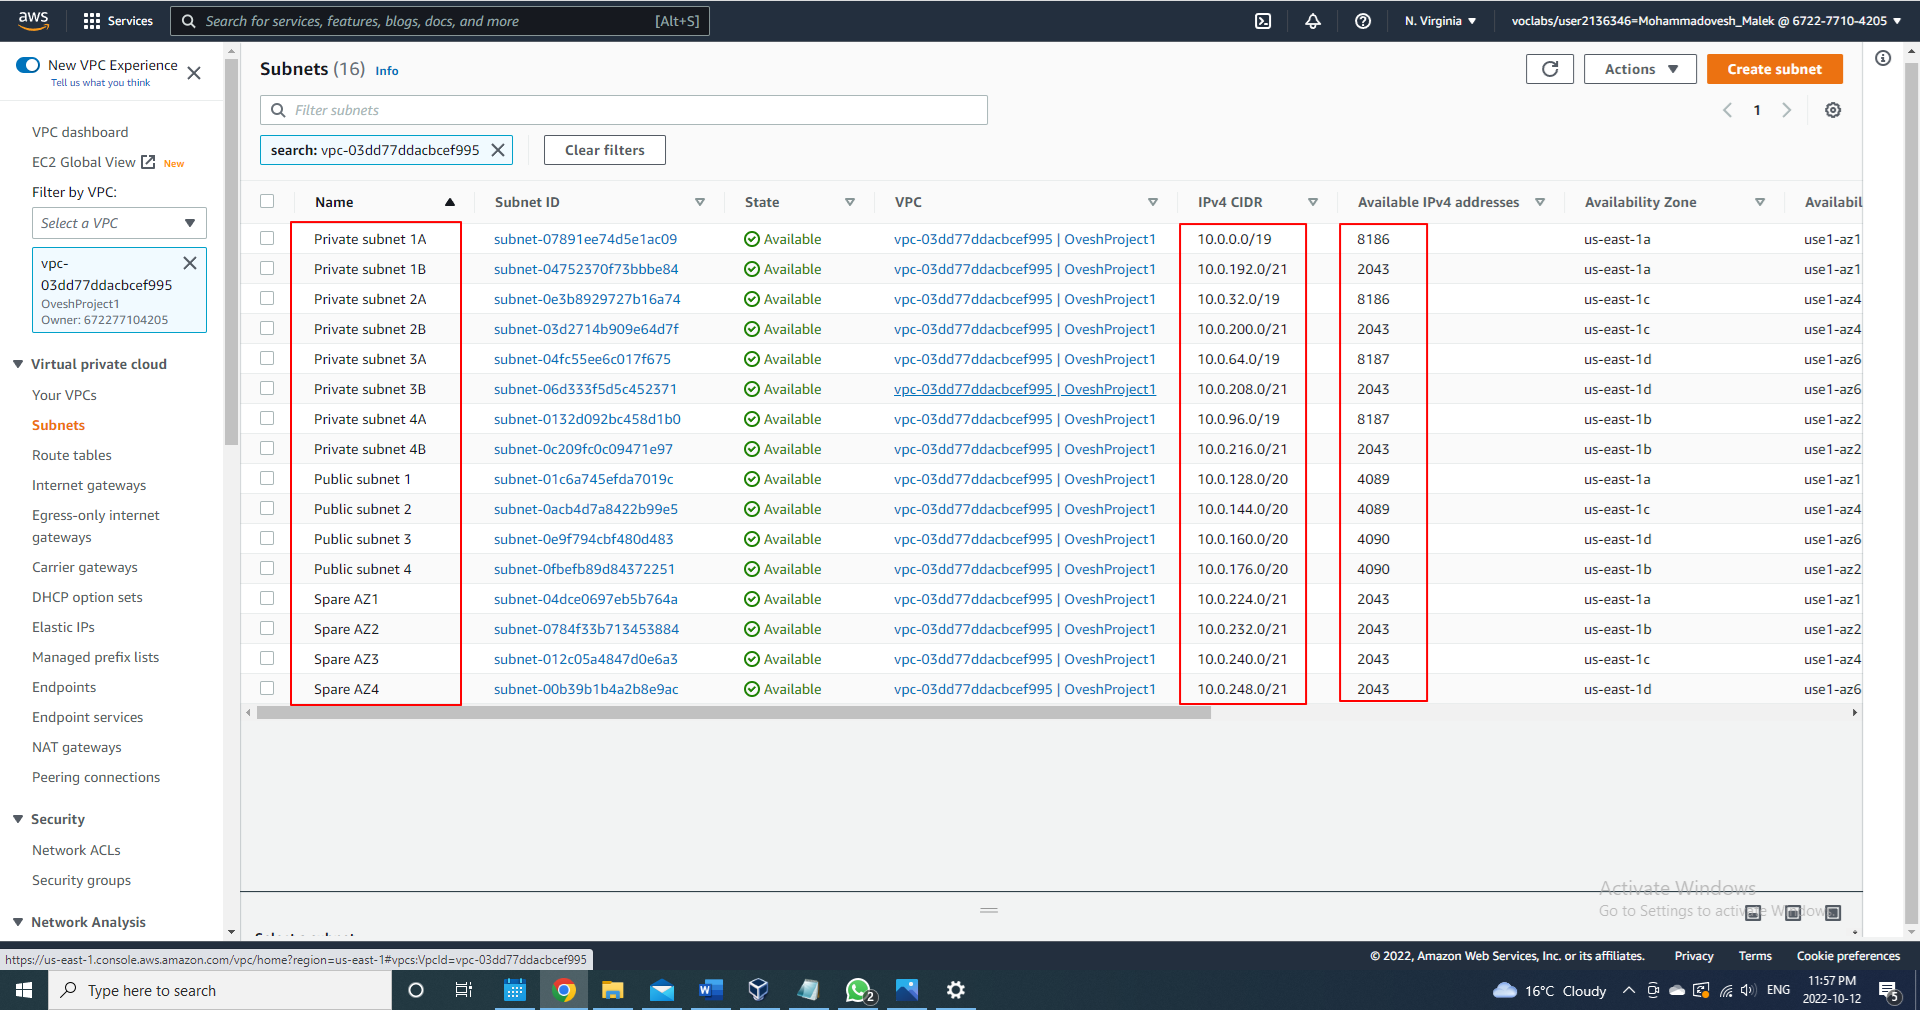 aws Services Search for services, features, blogs, docs, and more [Alt+S] N. Virginia voclabs/user2136346=Mohammadovesh_Malek @ 6722-7710-4205
New VPC Experience
Tell us what you think
VPC dashboard
EC2 Global View New
Filter by VPC:
Select a VPC
vpc-
03dd77ddacbcef995
OveshProject1
Owner: 672277104205
Virtual private cloud
Your VPCs
Subnets
Route tables
Internet gateways
Egress-only internet
gateways
Carrier gateways
DHCP option sets
Elastic IPs
Managed prefix lists
Endpoints
Endpoint services
NAT gateways
Peering connections
Security
Network ACLs
Security groups
Network Analysis
Subnets (16) Info
Actions Create subnet
Filter subnets
1
search: vpc-03dd77ddacbcef995 Clear filters
Name Subnet ID State VPC IPv4 CIDR Available IPv4 addresses Availability Zone Availabil
Private subnet 1A subnet-07891ee74d5e1ac09 Available vpc-03dd77ddacbcef995 | OveshProject1 10.0.0.0/19 8186 us-east-1a use1-az1
Private subnet 1B subnet-04752370f73bbbe84 Available vpc-03dd77ddacbcef995 | OveshProject1 10.0.192.0/21 2043 us-east-1a use1-az1
Private subnet 2A subnet-0e3b8929727b16a74 Available vpc-03dd77ddacbcef995 | OveshProject1 10.0.32.0/19 8186 us-east-1c use1-az4
Private subnet 2B subnet-03d2714b909e64d7f Available vpc-03dd77ddacbcef995 | OveshProject1 10.0.200.0/21 2043 us-east-1c use1-az4
Private subnet 3A subnet-04fc55ee6c017f675 Available vpc-03dd77ddacbcef995 | OveshProject1 10.0.64.0/19 8187 us-east-1d use1-az6
Private subnet 3B subnet-06d333f5d5c452371 Available vpc-03dd77ddacbcef995 | OveshProject1 10.0.208.0/21 2043 us-east-1d use1-az6
Private subnet 4A subnet-0132d092bc458d1b0 Available vpc-03dd77ddacbcef995 | OveshProject1 10.0.96.0/19 8187 us-east-1b use1-az2
Private subnet 4B subnet-0c209fc0c09471e97 Available vpc-03dd77ddacbcef995 | OveshProject1 10.0.216.0/21 2043 us-east-1b use1-az2
Public subnet 1 subnet-01c6a745efda7019c Available vpc-03dd77ddacbcef995 | OveshProject1 10.0.128.0/20 4089 us-east-1a use1-az1
Public subnet 2 subnet-0acb4d7a8422b99e5 Available vpc-03dd77ddacbcef995 | OveshProject1 10.0.144.0/20 4089 us-east-1c use1-az4
Public subnet 3 subnet-0e9f794cbf480d483 Available vpc-03dd77ddacbcef995 | OveshProject1 10.0.160.0/20 4090 us-east-1d use1-az6
Public subnet 4 subnet-0fbefb89d84372251 Available vpc-03dd77ddacbcef995 | OveshProject1 10.0.176.0/20 4090 us-east-1b use1-az2
Spare AZ1 subnet-04dce0697eb5b764a Available vpc-03dd77ddacbcef995 | OveshProject1 10.0.224.0/21 2043 us-east-1a use1-az1
Spare AZ2 subnet-0784f33b713453884 Available vpc-03dd77ddacbcef995 | OveshProject1 10.0.232.0/21 2043 us-east-1b use1-az2
Spare AZ3 subnet-012c05a4847d0e6a3 Available vpc-03dd77ddacbcef995 | OveshProject1 10.0.240.0/21 2043 us-east-1c use1-az4
Spare AZ4 subnet-00b39b1b4a2b8e9ac Available vpc-03dd77ddacbcef995 | OveshProject1 10.0.248.0/21 2043 us-east-1d use1-az6
Activate Windows
Go to Settings to activate Windows.
https://us-east-1.console.aws.amazon.com/vpc/home?region=us-east-1#vpcs:VpcId=vpc-03dd77ddacbcef995
© 2022, Amazon Web Services, Inc. or its affiliates. Privacy Terms Cookie preferences
Type here to search 2 16°C Cloudy ENG 11:57 PM
2022-10-12 5